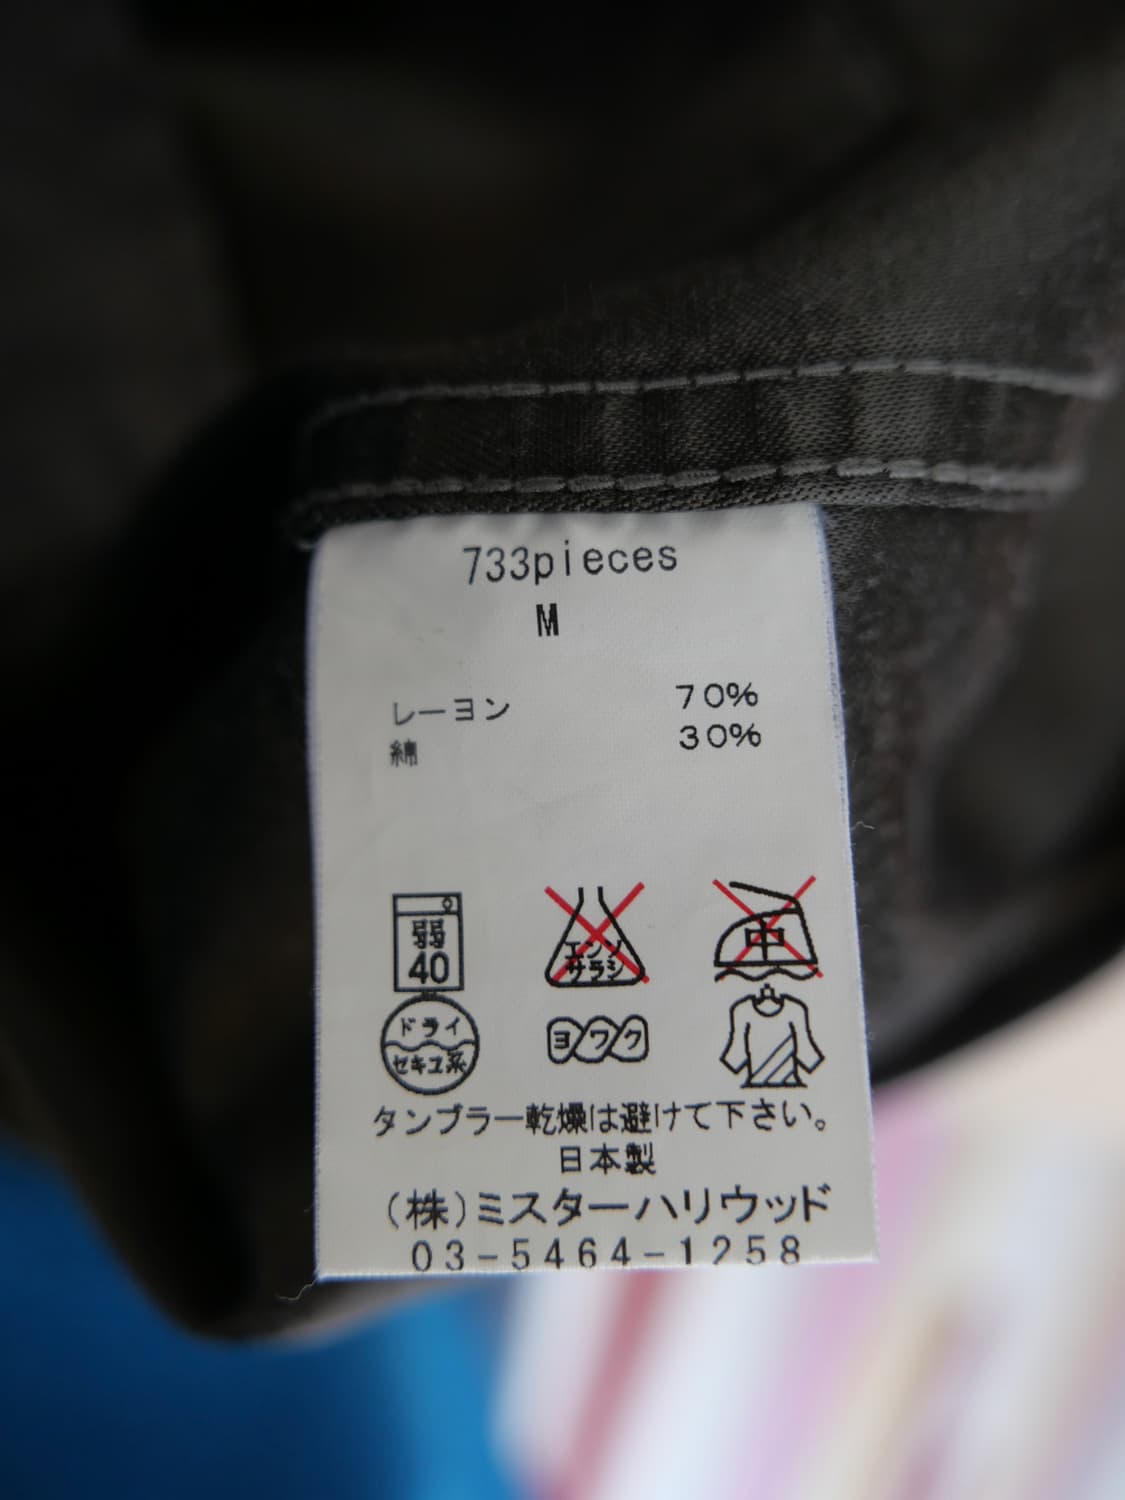 733pieces
M
レーヨン 70%
綿 30%
弱
40
エンソ
サラシ
中
ドライ
セキユ系
ヨワク
タンブラー乾燥は避けて下さい。
日本製
(株)ミスターハリウッド
03-5464-1258